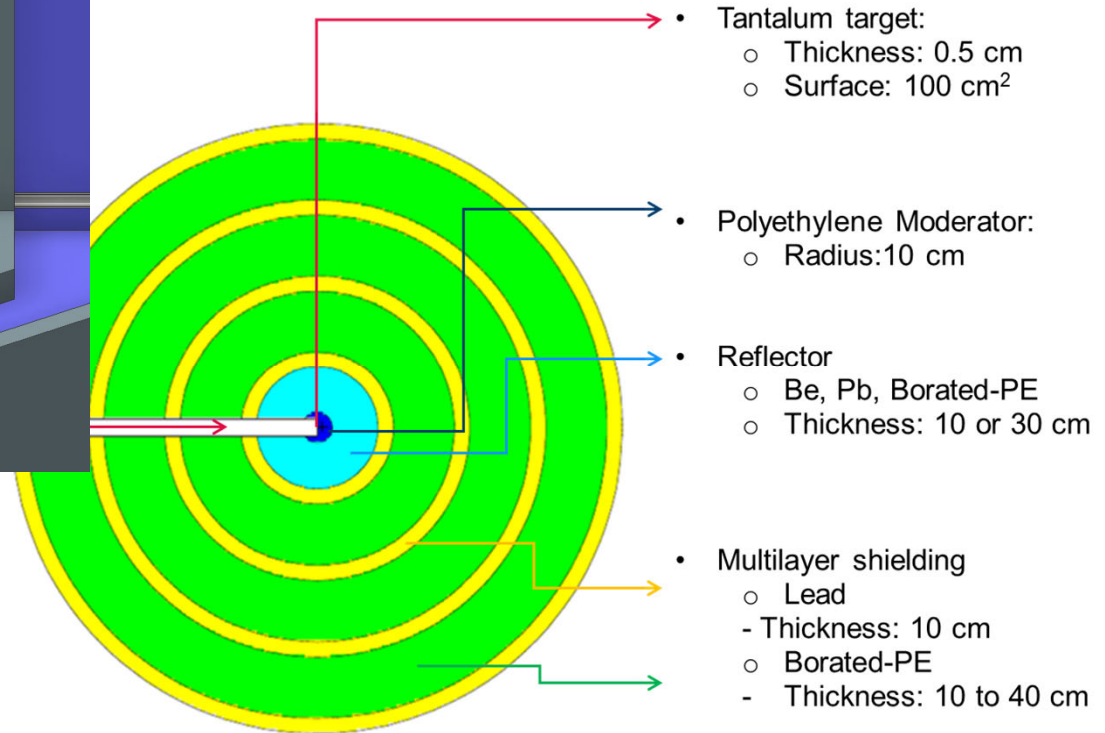 • Tantalum target:
o Thickness: 0.5 cm
o Surface: 100 cm²
• Polyethylene Moderator:
o Radius:10 cm
• Reflector
o Be, Pb, Borated-PE
o Thickness: 10 or 30 cm
• Multilayer shielding
o Lead
- Thickness: 10 cm
o Borated-PE
- Thickness: 10 to 40 cm